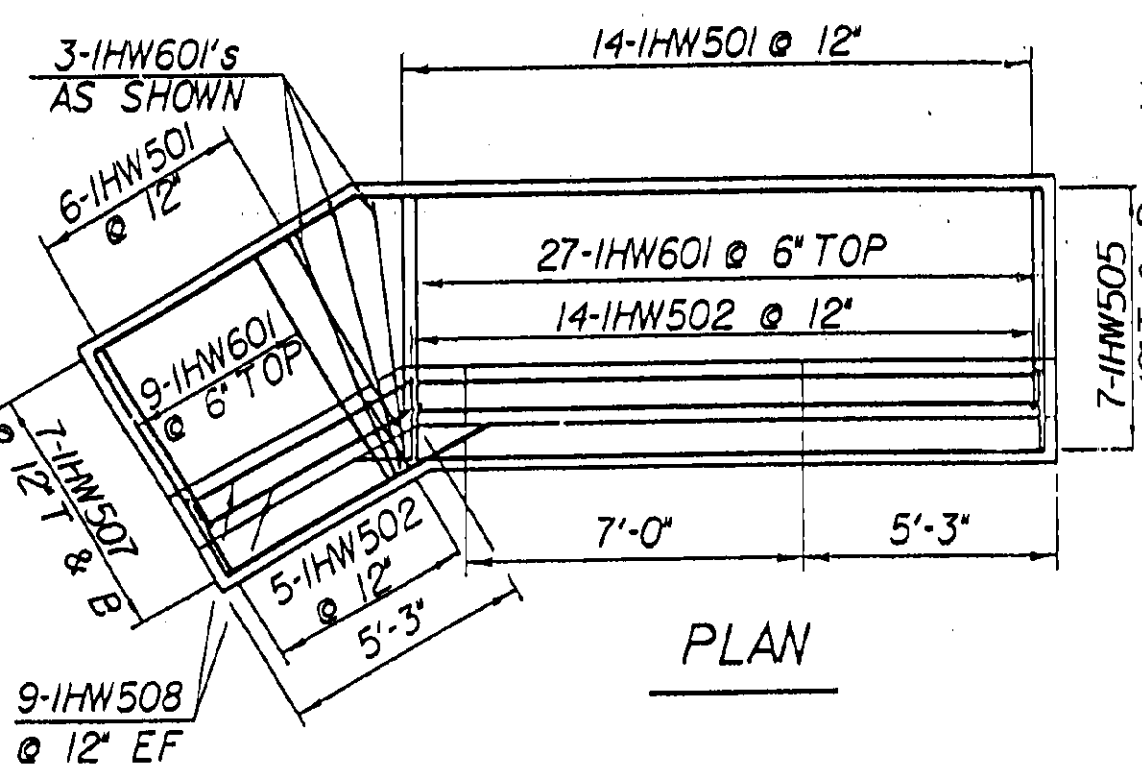 14-1HW501 @ 12"
3-1HW601's
AS SHOWN
6-1HW501
@ 12"
27-1HW601 @ 6" TOP
14-1HW502 @ 12"
7-1HW505
9-1HW601
@ 6" TOP
7-1HW507
@ 12" T & B
5-1HW502
@ 12"
5'-3"
7'-0"
5'-3"
PLAN
9-1HW508
@ 12" EF